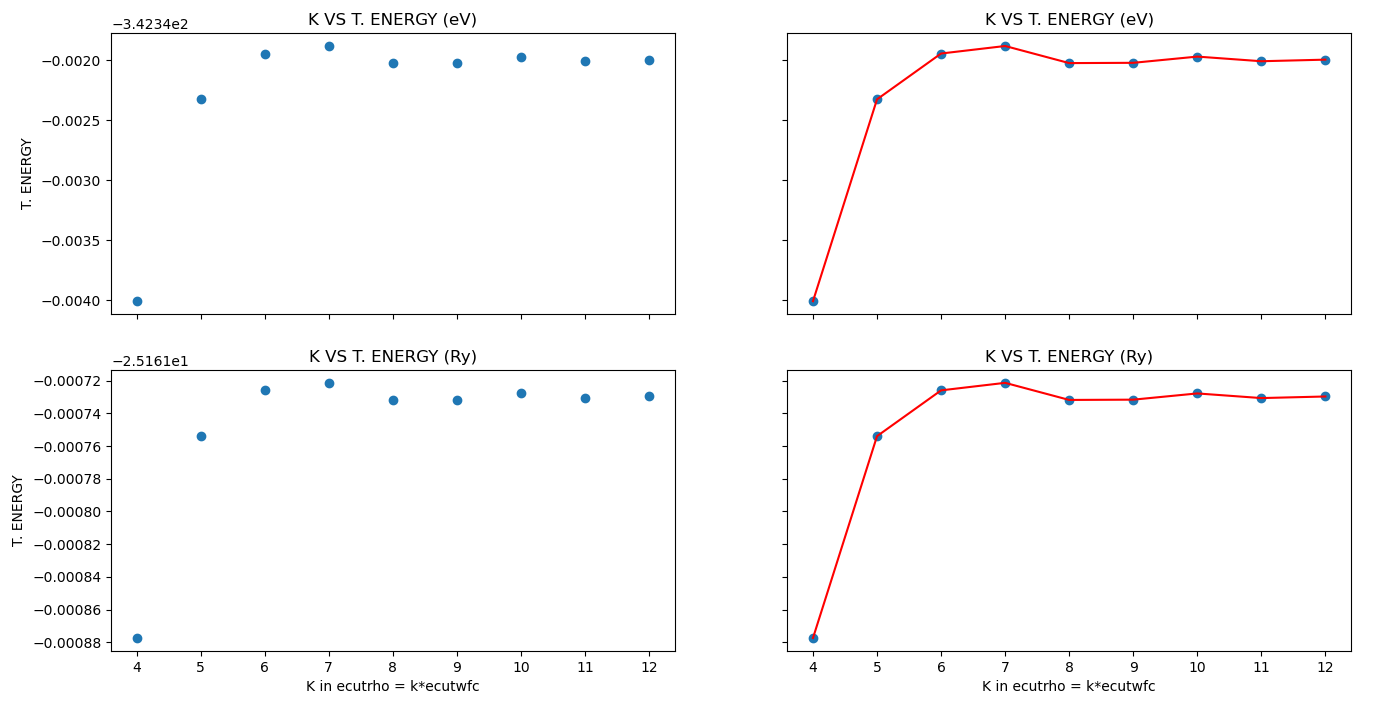 K VS T. ENERGY (eV)
K VS T. ENERGY (eV)
−3.4234e2
−0.0020
−0.0025
−0.0030
−0.0035
−0.0040
T. ENERGY
K VS T. ENERGY (Ry)
K VS T. ENERGY (Ry)
−2.5161e1
−0.00072
−0.00074
−0.00076
−0.00078
−0.00080
−0.00082
−0.00084
−0.00086
−0.00088
T. ENERGY
4 5 6 7 8 9 10 11 12
K in ecutrho = k*ecutwfc
4 5 6 7 8 9 10 11 12
K in ecutrho = k*ecutwfc